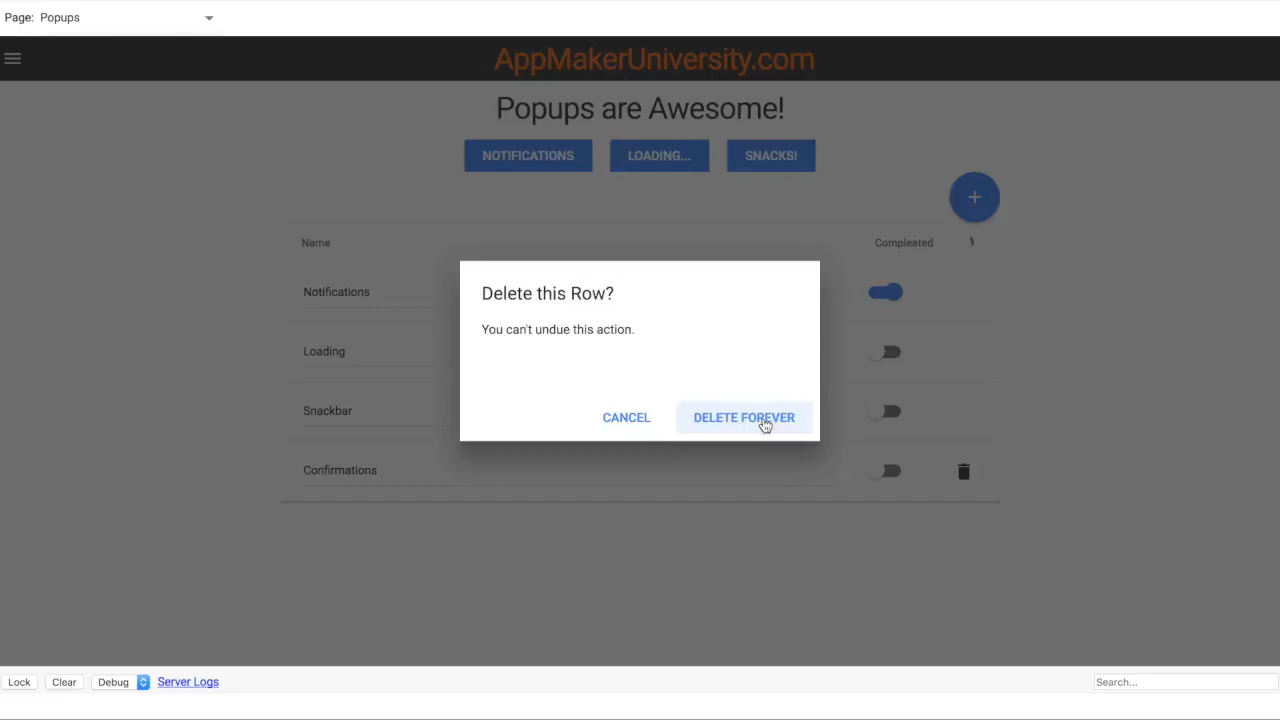 Page: Popups
AppMakerUniversity.com
Popups are Awesome!
NOTIFICATIONS LOADING... SNACKS!
+
Name Compleated
Notifications
Delete this Row?
You can't undue this action.
Loading
Snackbar
CANCEL DELETE FOREVER
Confirmations
Lock Clear Debug Server Logs Search...